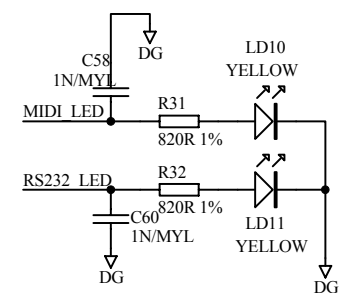 C58
1N/MYL
DG
LD10
YELLOW
MIDI_LED
R31
820R 1%
RS232_LED
R32
820R 1%
C60
1N/MYL
LD11
YELLOW
DG
DG